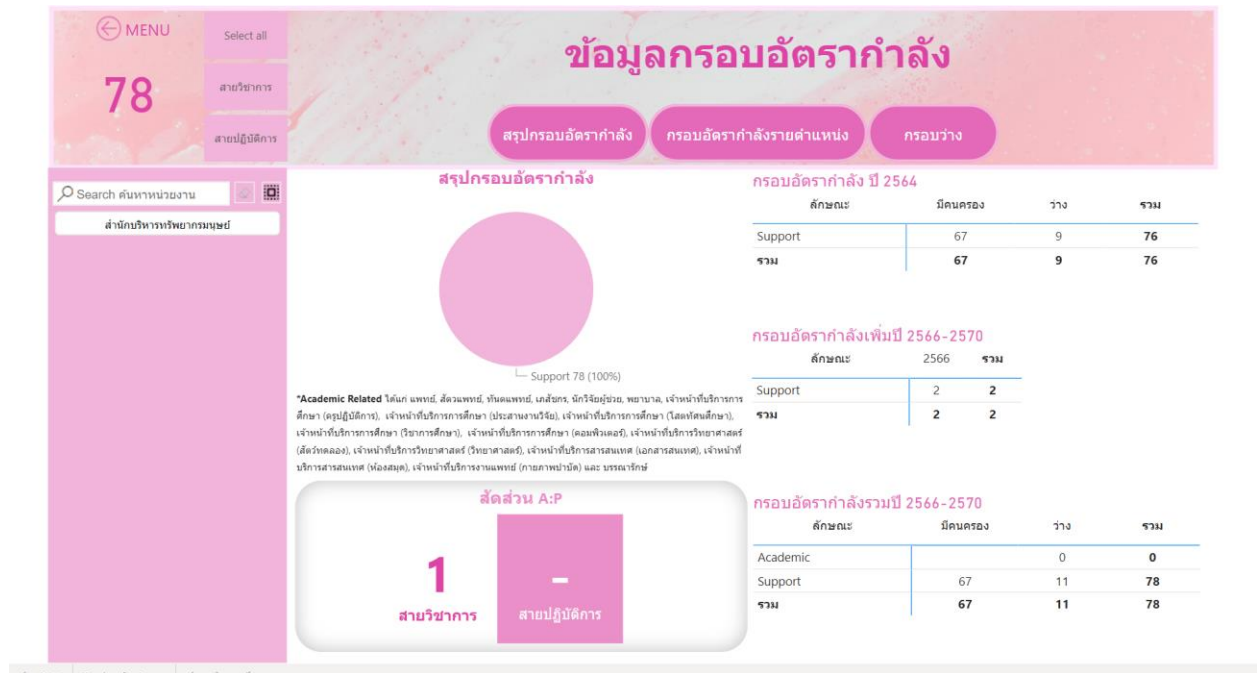 MENU
78
Select all
สายวิชาการ
สายปฏิบัติการ
ข้อมูลกรอบอัตรากำลัง
สรุปกรอบอัตรากำลัง
กรอบอัตรากำลังรายตำแหน่ง
กรอบว่าง
Search ค้นหาหน่วยงาน
สำนักบริหารทรัพยากรมนุษย์
สรุปกรอบอัตรากำลัง
Support 78 (100%)
*Academic Related ได้แก่ แพทย์, สัตวแพทย์, ทันตแพทย์, เภสัชกร, นักวิจัยผู้ช่วย, พยาบาล, เจ้าหน้าที่บริการการ
ศึกษา (ครูปฏิบัติการ), เจ้าหน้าที่บริการการศึกษา (ประสานงานวิจัย), เจ้าหน้าที่บริการการศึกษา (โสตทัศนศึกษา),
เจ้าหน้าที่บริการการศึกษา (วิชาการศึกษา), เจ้าหน้าที่บริการการศึกษา (คอมพิวเตอร์), เจ้าหน้าที่บริการวิทยาศาสตร์
(สัตว์ทดลอง), เจ้าหน้าที่บริการวิทยาศาสตร์ (วิทยาศาสตร์), เจ้าหน้าที่บริการสารสนเทศ (เอกสารสนเทศ), เจ้าหน้าที่
บริการสารสนเทศ (ห้องสมุด), เจ้าหน้าที่บริการงานแพทย์ (กายภาพบำบัด) และ บรรณารักษ์
สัดส่วน A:P
1
สายวิชาการ
-
สายปฏิบัติการ
กรอบอัตรากำลัง ปี 2564
ลักษณะ มีคนครอง ว่าง รวม
Support 67 9 76
รวม 67 9 76
กรอบอัตรากำลังเพิ่มปี 2566-2570
ลักษณะ 2566 รวม
Support 2 2
รวม 2 2
กรอบอัตรากำลังรวมปี 2566-2570
ลักษณะ มีคนครอง ว่าง รวม
Academic 0 0
Support 67 11 78
รวม 67 11 78